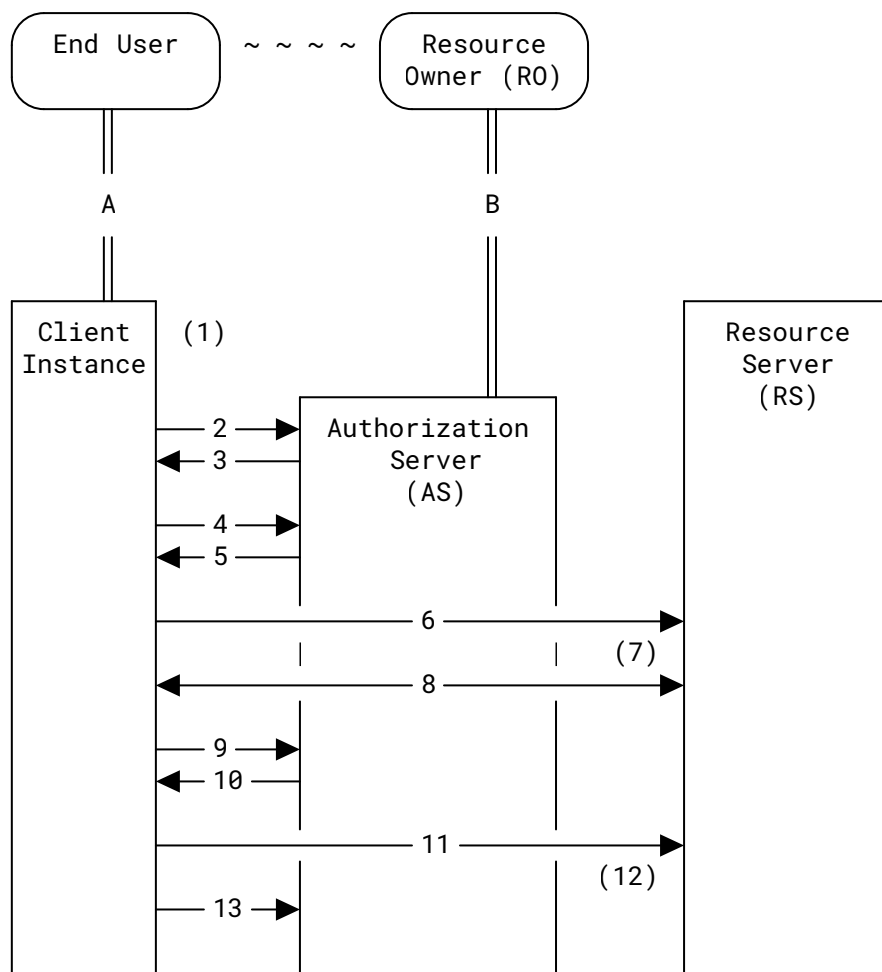 End User ~ ~ ~ ~ Resource
Owner (RO)
A B
Client (1) Resource
Instance Server
(RS)
2 Authorization
3 Server
(AS)
4
5
6
(7)
8
9
10
11
(12)
13